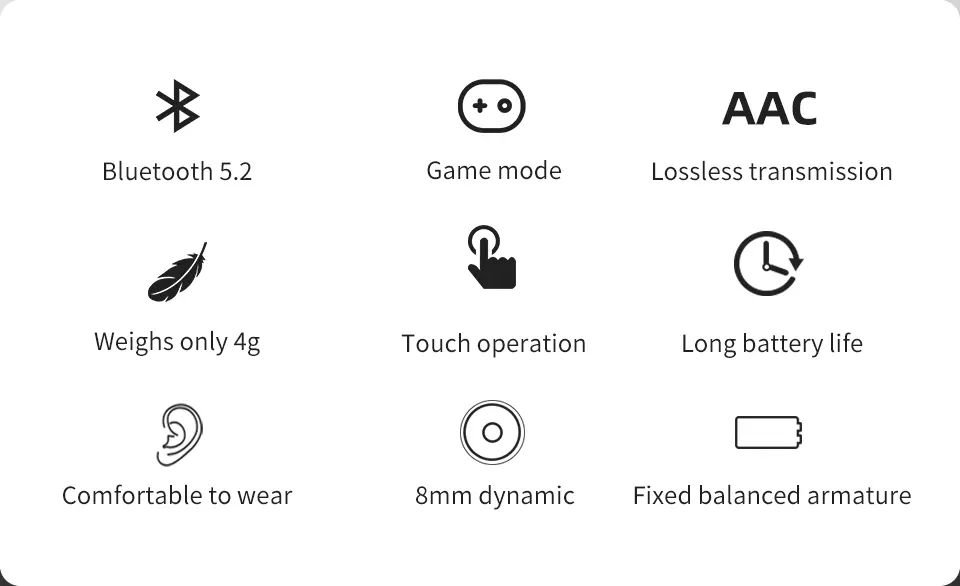 AAC
Bluetooth 5.2
Game mode
Lossless transmission
Weighs only 4g
Touch operation
Long battery life
Comfortable to wear
8mm dynamic
Fixed balanced armature